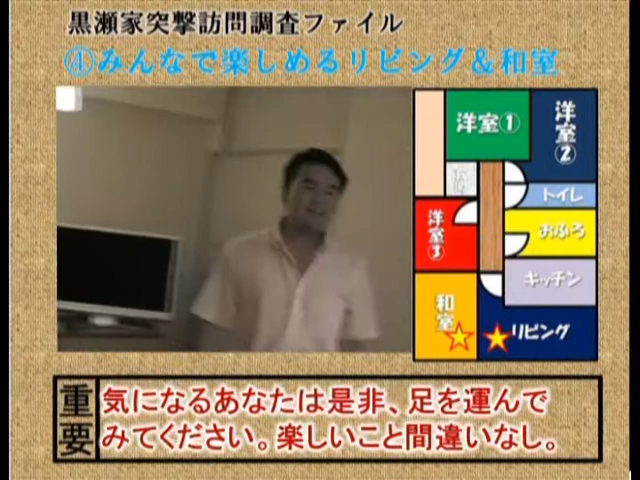 黒瀬家突撃訪問調査ファイル
④みんなで楽しめるリビング&和室
洋室①
洋室②
トイレ
洋室③
おふろ
キッチン
和室
リビング
重要
気になるあなたは是非、足を運んで
みてください。楽しいこと間違いなし。